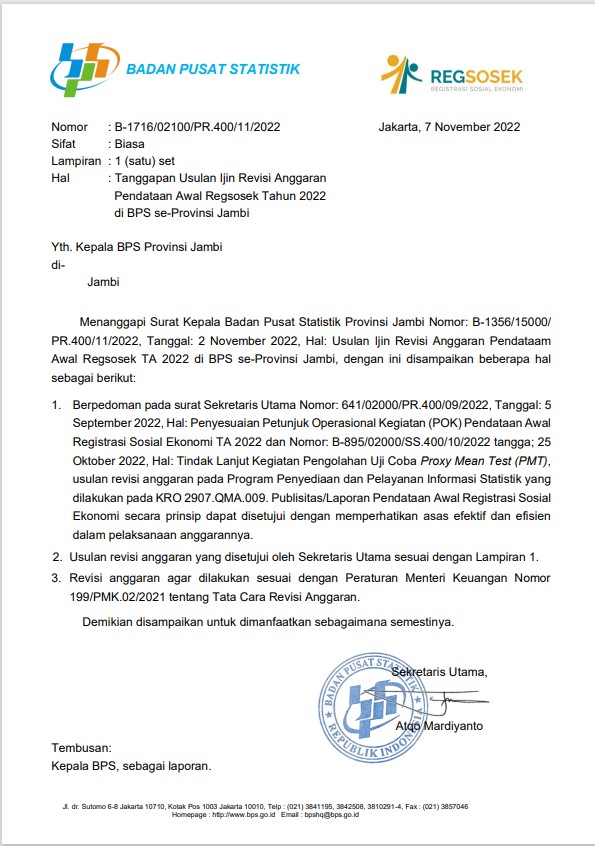 BADAN PUSAT STATISTIK
REGSOSEK
REGISTRASI SOSIAL EKONOMI
Nomor : B-1716/02100/PR.400/11/2022 Jakarta, 7 November 2022
Sifat : Biasa
Lampiran : 1 (satu) set
Hal : Tanggapan Usulan Ijin Revisi Anggaran
Pendataan Awal Regsosek Tahun 2022
di BPS se-Provinsi Jambi
Yth. Kepala BPS Provinsi Jambi
di-
Jambi
Menanggapi Surat Kepala Badan Pusat Statistik Provinsi Jambi Nomor: B-1356/15000/
PR.400/11/2022, Tanggal: 2 November 2022, Hal: Usulan Ijin Revisi Anggaran Pendataam
Awal Regsosek TA 2022 di BPS se-Provinsi Jambi, dengan ini disampaikan beberapa hal
sebagai berikut:
1. Berpedoman pada surat Sekretaris Utama Nomor: 641/02000/PR.400/09/2022, Tanggal: 5
September 2022, Hal: Penyesuaian Petunjuk Operasional Kegiatan (POK) Pendataan Awal
Registrasi Sosial Ekonomi TA 2022 dan Nomor: B-895/02000/SS.400/10/2022 tangga; 25
Oktober 2022, Hal: Tindak Lanjut Kegiatan Pengolahan Uji Coba Proxy Mean Test (PMT),
usulan revisi anggaran pada Program Penyediaan dan Pelayanan Informasi Statistik yang
dilakukan pada KRO 2907.QMA.009. Publisitas/Laporan Pendataan Awal Registrasi Sosial
Ekonomi secara prinsip dapat disetujui dengan memperhatikan asas efektif dan efisien
dalam pelaksanaan anggarannya.
2. Usulan revisi anggaran yang disetujui oleh Sekretaris Utama sesuai dengan Lampiran 1.
3. Revisi anggaran agar dilakukan sesuai dengan Peraturan Menteri Keuangan Nomor
199/PMK.02/2021 tentang Tata Cara Revisi Anggaran.
Demikian disampaikan untuk dimanfaatkan sebagaimana semestinya.
Sekretaris Utama,
BADAN PUSAT STATISTIK
REPUBLIK INDONESIA
Atqo Mardiyanto
Tembusan:
Kepala BPS, sebagai laporan.
Jl. dr. Sutomo 6-8 Jakarta 10710, Kotak Pos 1003 Jakarta 10010, Telp : (021) 3841195, 3842508, 3810291-4, Fax : (021) 3857046
Homepage : http://www.bps.go.id Email : bpshq@bps.go.id